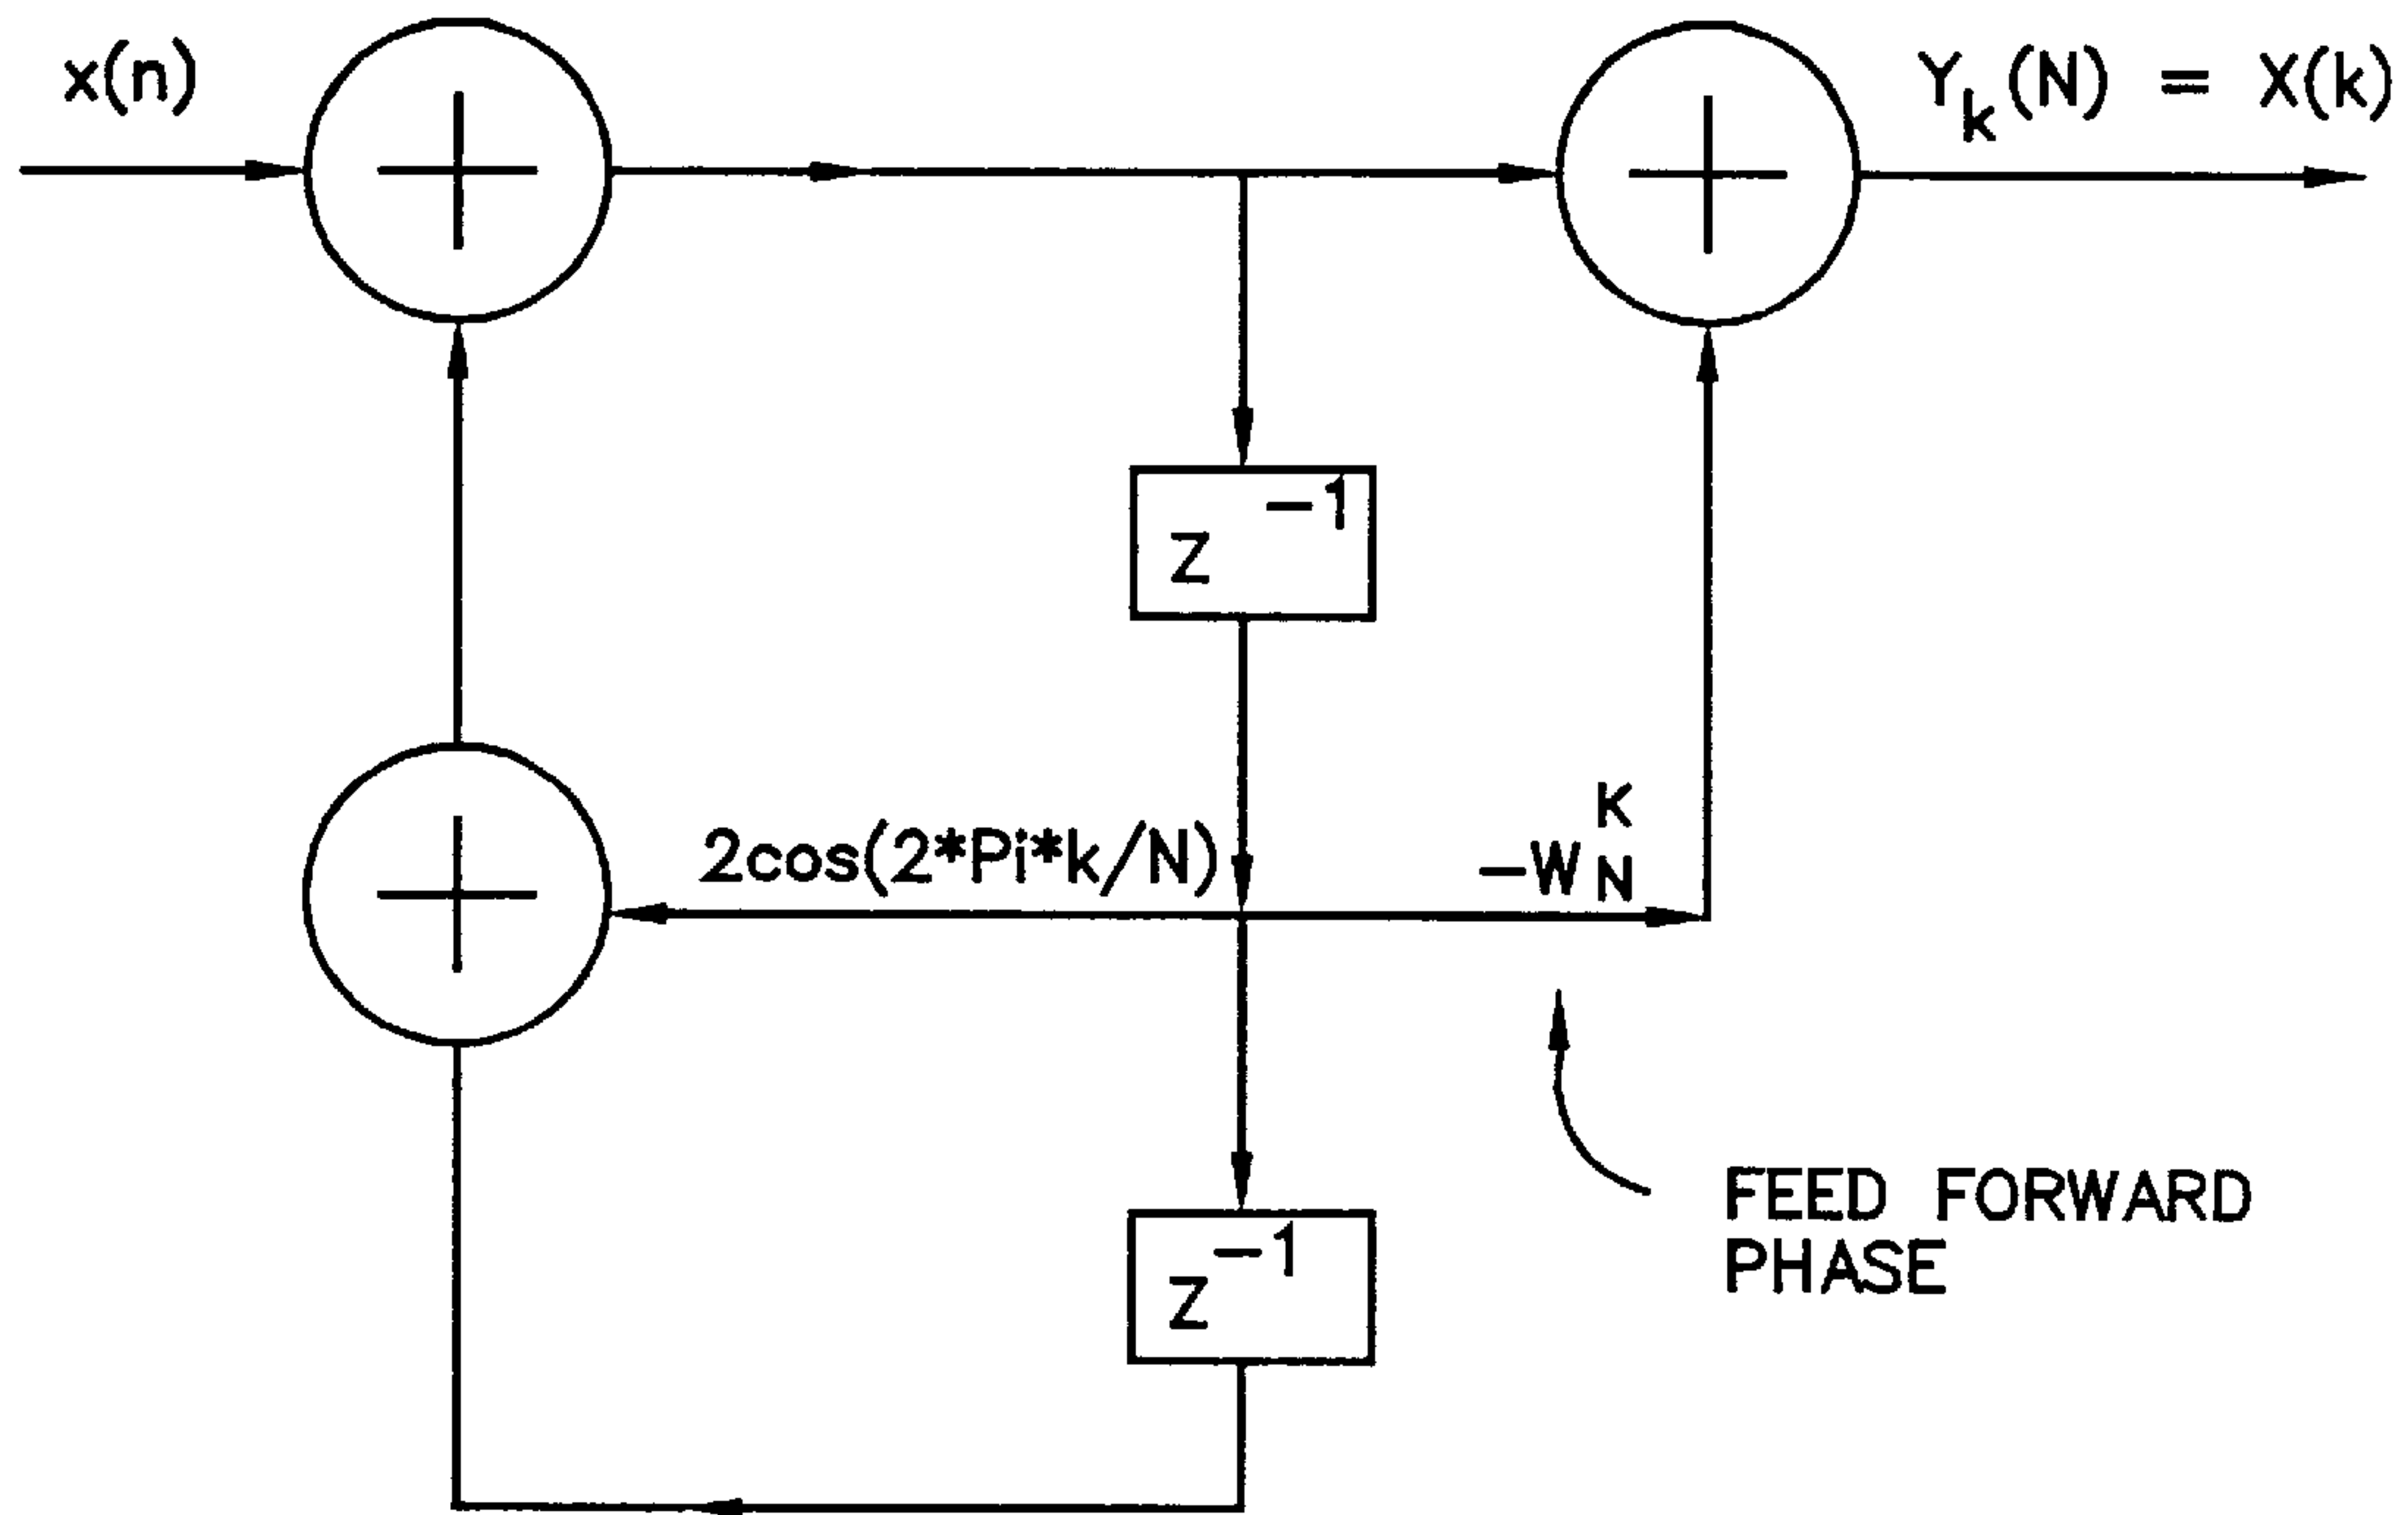 x(n)
Y_k(N) = X(k)
z^-1
2cos(2*Pi*k/N)
-W_N^K
z^-1
FEED FORWARD
PHASE